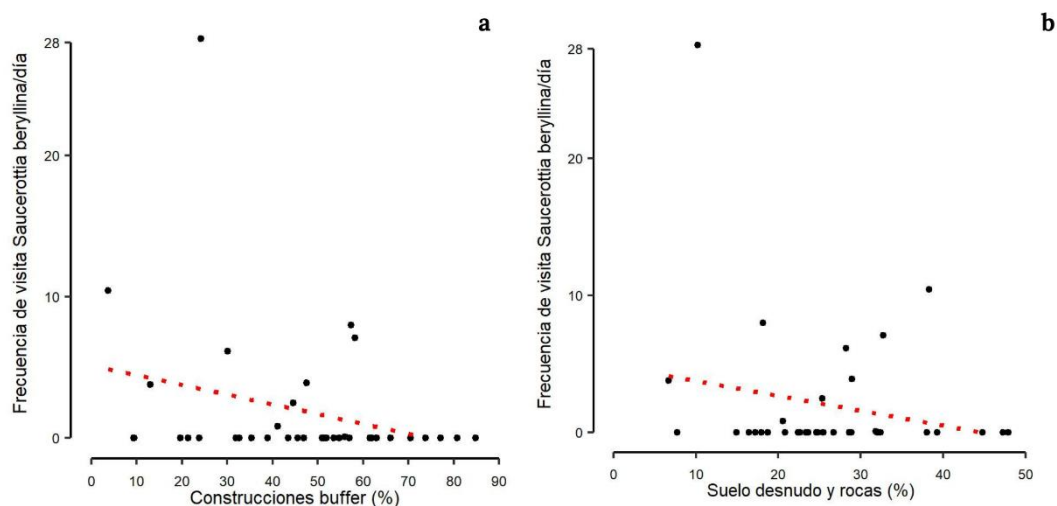 a
Frecuencia de visita Saucerottia beryllina/día
28
20
10
0
0 10 20 30 40 50 60 70 80 90
Construcciones buffer (%)
b
Frecuencia de visita Saucerottia beryllina/día
28
20
10
0
0 10 20 30 40 50
Suelo desnudo y rocas (%)